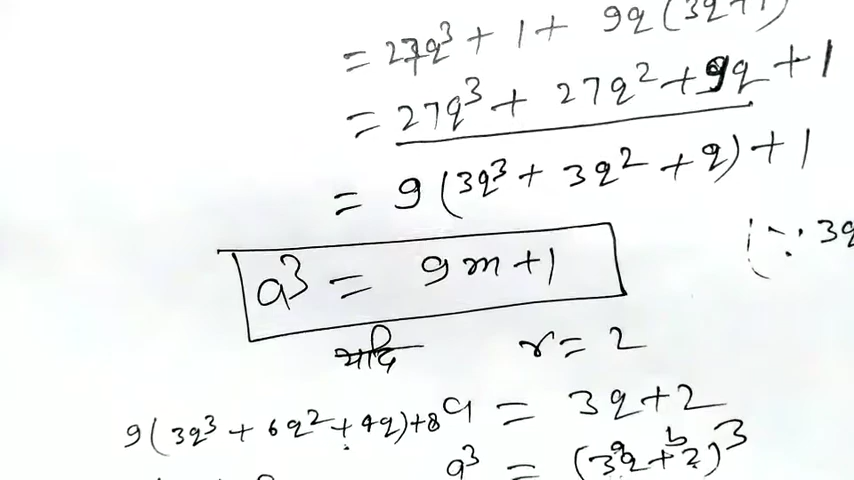 = 27q³ + 1 + 9q(3q+1)
= 27q³ + 27q² + 9q + 1
= 9(3q³ + 3q² + q) + 1
(∵ 3q
a³ = 9m+1
यदि r = 2
9(3q³ + 6q² + 4q)+8 a = 3q+2
a³ = (3q+2)³